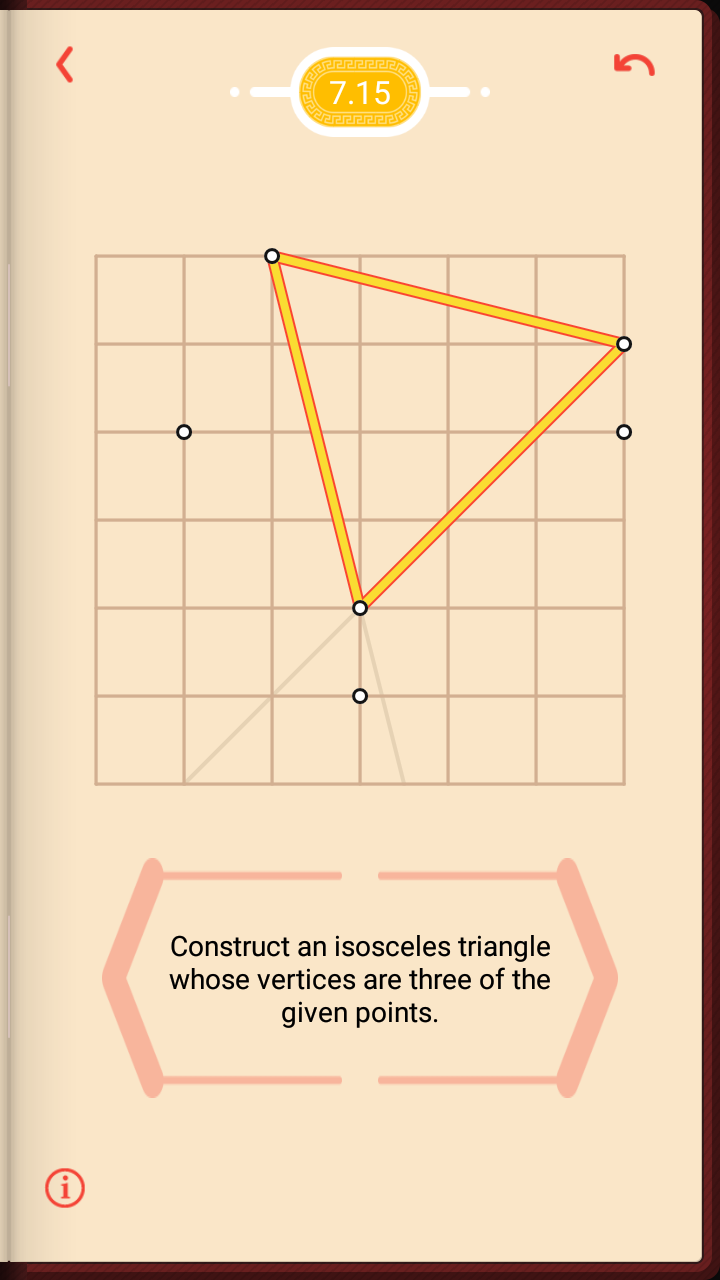 7.15
Construct an isosceles triangle
whose vertices are three of the
given points.
i